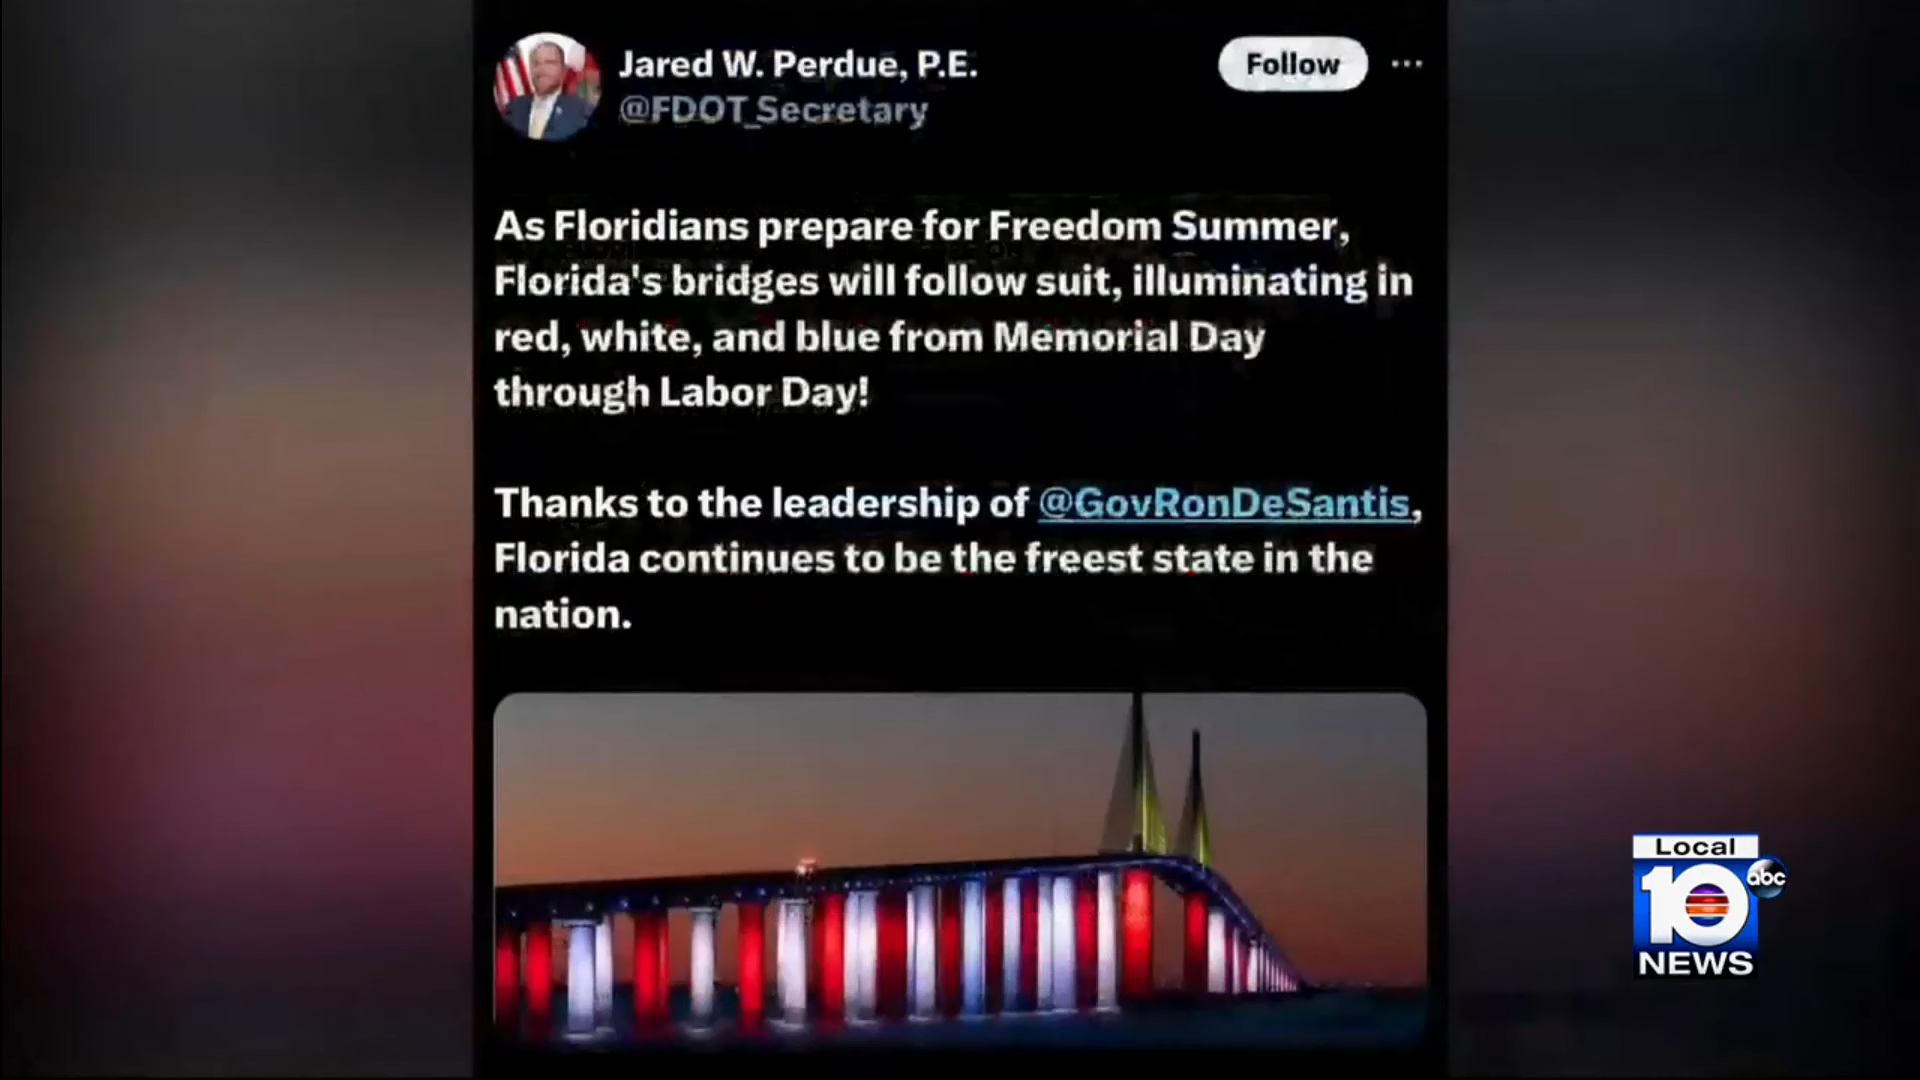 Jared W. Perdue, P.E.
@FDOT_Secretary
Follow
As Floridians prepare for Freedom Summer,
Florida's bridges will follow suit, illuminating in
red, white, and blue from Memorial Day
through Labor Day!
Thanks to the leadership of @GovRonDeSantis,
Florida continues to be the freest state in the
nation.
Local
10
abc
NEWS